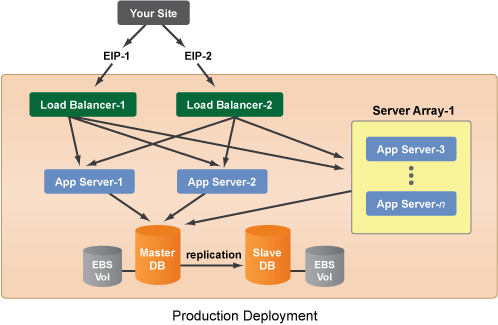 Your Site
EIP-1
EIP-2
Load Balancer-1
Load Balancer-2
Server Array-1
App Server-3
App Server-1
App Server-2
App Server-n
Master
DB
replication
Slave
DB
EBS
Vol
EBS
Vol
Production Deployment